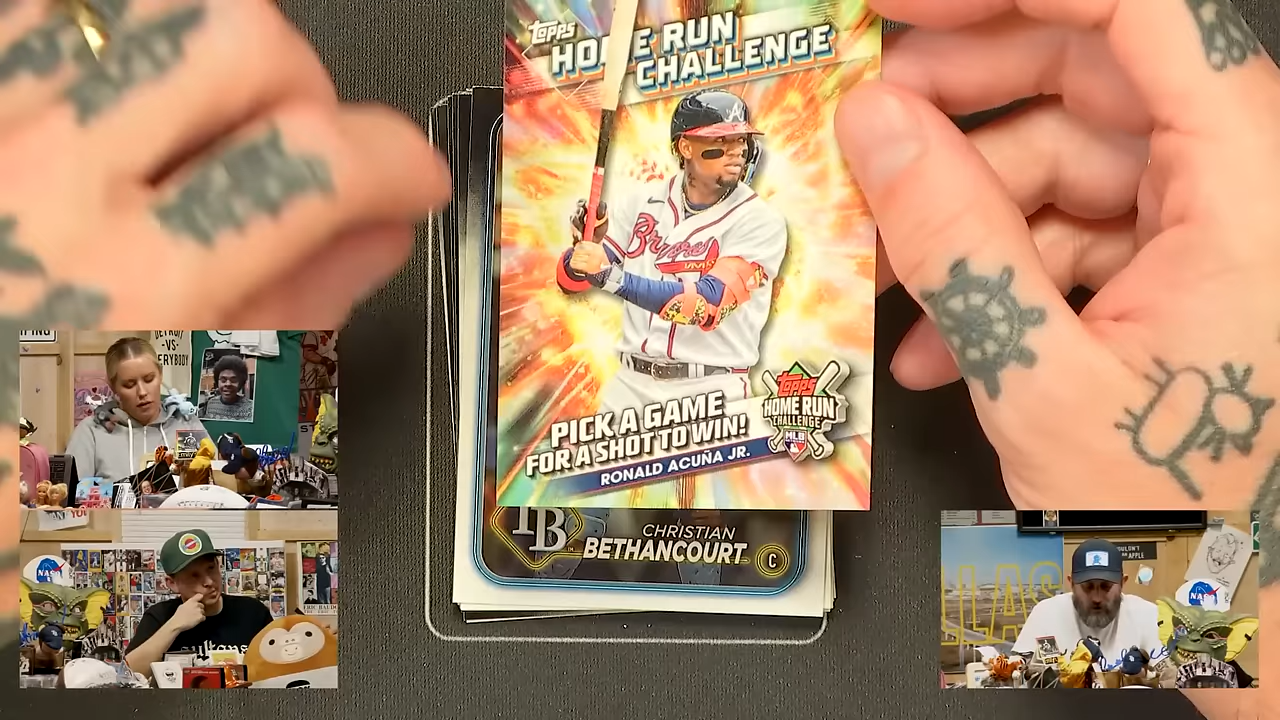 Topps
HOME RUN
CHALLENGE
Braves
PICK A GAME
FOR A SHOT TO WIN!
RONALD ACUÑA JR.
Topps
HOME RUN
CHALLENGE
MLB
TB
CHRISTIAN
BETHANCOURT
C
DETROIT
-VS-
EVERYBODY
NASA
NASA